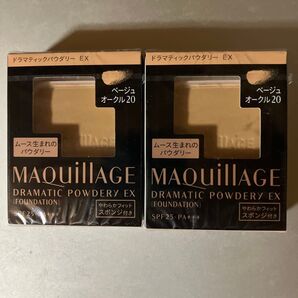 ドラマティックパウダリー EX
ベージュ
オークル20
ムース生まれの
パウダリー
MAQuillAGE
DRAMATIC POWDERY EX
[FOUNDATION]
やわらかフィット
スポンジ付き
ドラマティックパウダリー EX
ベージュ
オークル20
ムース生まれの
パウダリー
MAQuillAGE
DRAMATIC POWDERY EX
[FOUNDATION]
やわらかフィット
スポンジ付き
SPF25・PA+++